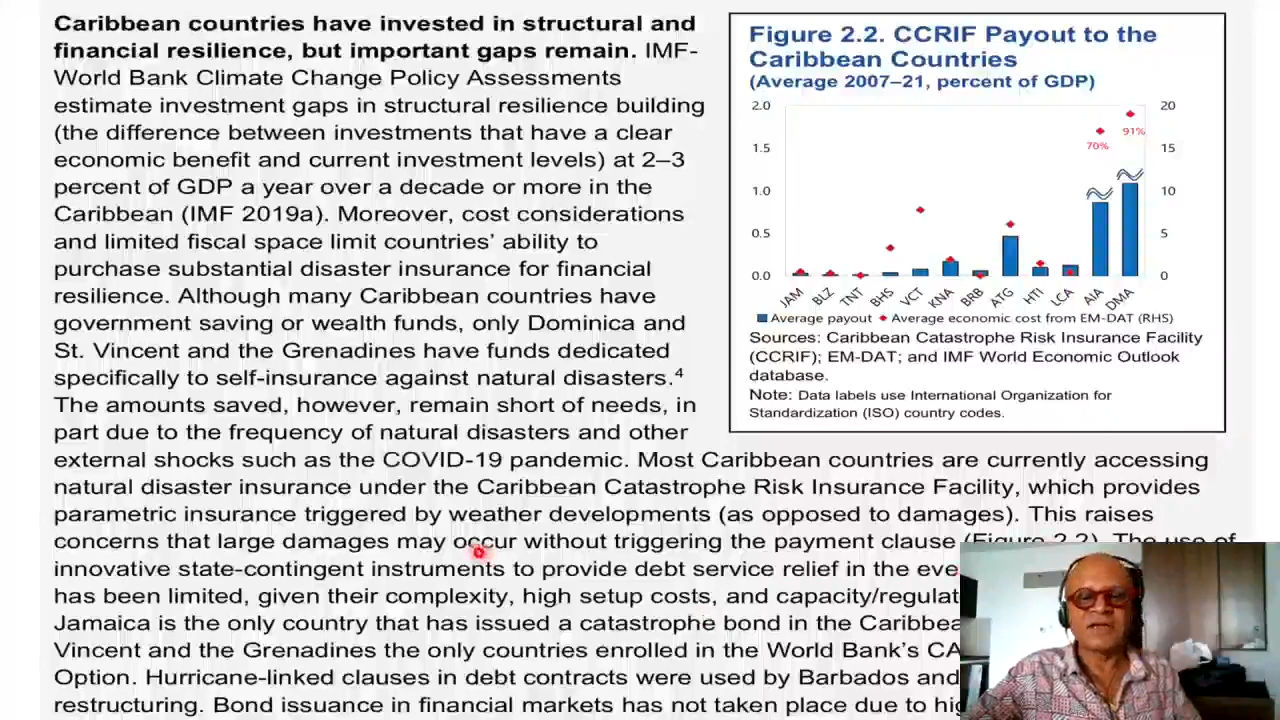 Caribbean countries have invested in structural and
financial resilience, but important gaps remain. IMF-
World Bank Climate Change Policy Assessments
estimate investment gaps in structural resilience building
(the difference between investments that have a clear
economic benefit and current investment levels) at 2–3
percent of GDP a year over a decade or more in the
Caribbean (IMF 2019a). Moreover, cost considerations
and limited fiscal space limit countries’ ability to
purchase substantial disaster insurance for financial
resilience. Although many Caribbean countries have
government saving or wealth funds, only Dominica and
St. Vincent and the Grenadines have funds dedicated
specifically to self-insurance against natural disasters.⁴
The amounts saved, however, remain short of needs, in
part due to the frequency of natural disasters and other
external shocks such as the COVID-19 pandemic. Most Caribbean countries are currently accessing
natural disaster insurance under the Caribbean Catastrophe Risk Insurance Facility, which provides
parametric insurance triggered by weather developments (as opposed to damages). This raises
concerns that large damages may occur without triggering the payment clause (Figure 2.2). The use of
innovative state-contingent instruments to provide debt service relief in the eve
has been limited, given their complexity, high setup costs, and capacity/regulat
Jamaica is the only country that has issued a catastrophe bond in the Caribbea
Vincent and the Grenadines the only countries enrolled in the World Bank’s CA
Option. Hurricane-linked clauses in debt contracts were used by Barbados and
restructuring. Bond issuance in financial markets has not taken place due to hig
Figure 2.2. CCRIF Payout to the
Caribbean Countries
(Average 2007–21, percent of GDP)
2.0 20
91%
70%
1.5 15
1.0 10
0.5 5
0.0 0
JAM BLZ TNT BHS VCT KNA BRB ATG HTI LCA AIA DMA
Average payout Average economic cost from EM-DAT (RHS)
Sources: Caribbean Catastrophe Risk Insurance Facility
(CCRIF); EM-DAT; and IMF World Economic Outlook
database.
Note: Data labels use International Organization for
Standardization (ISO) country codes.